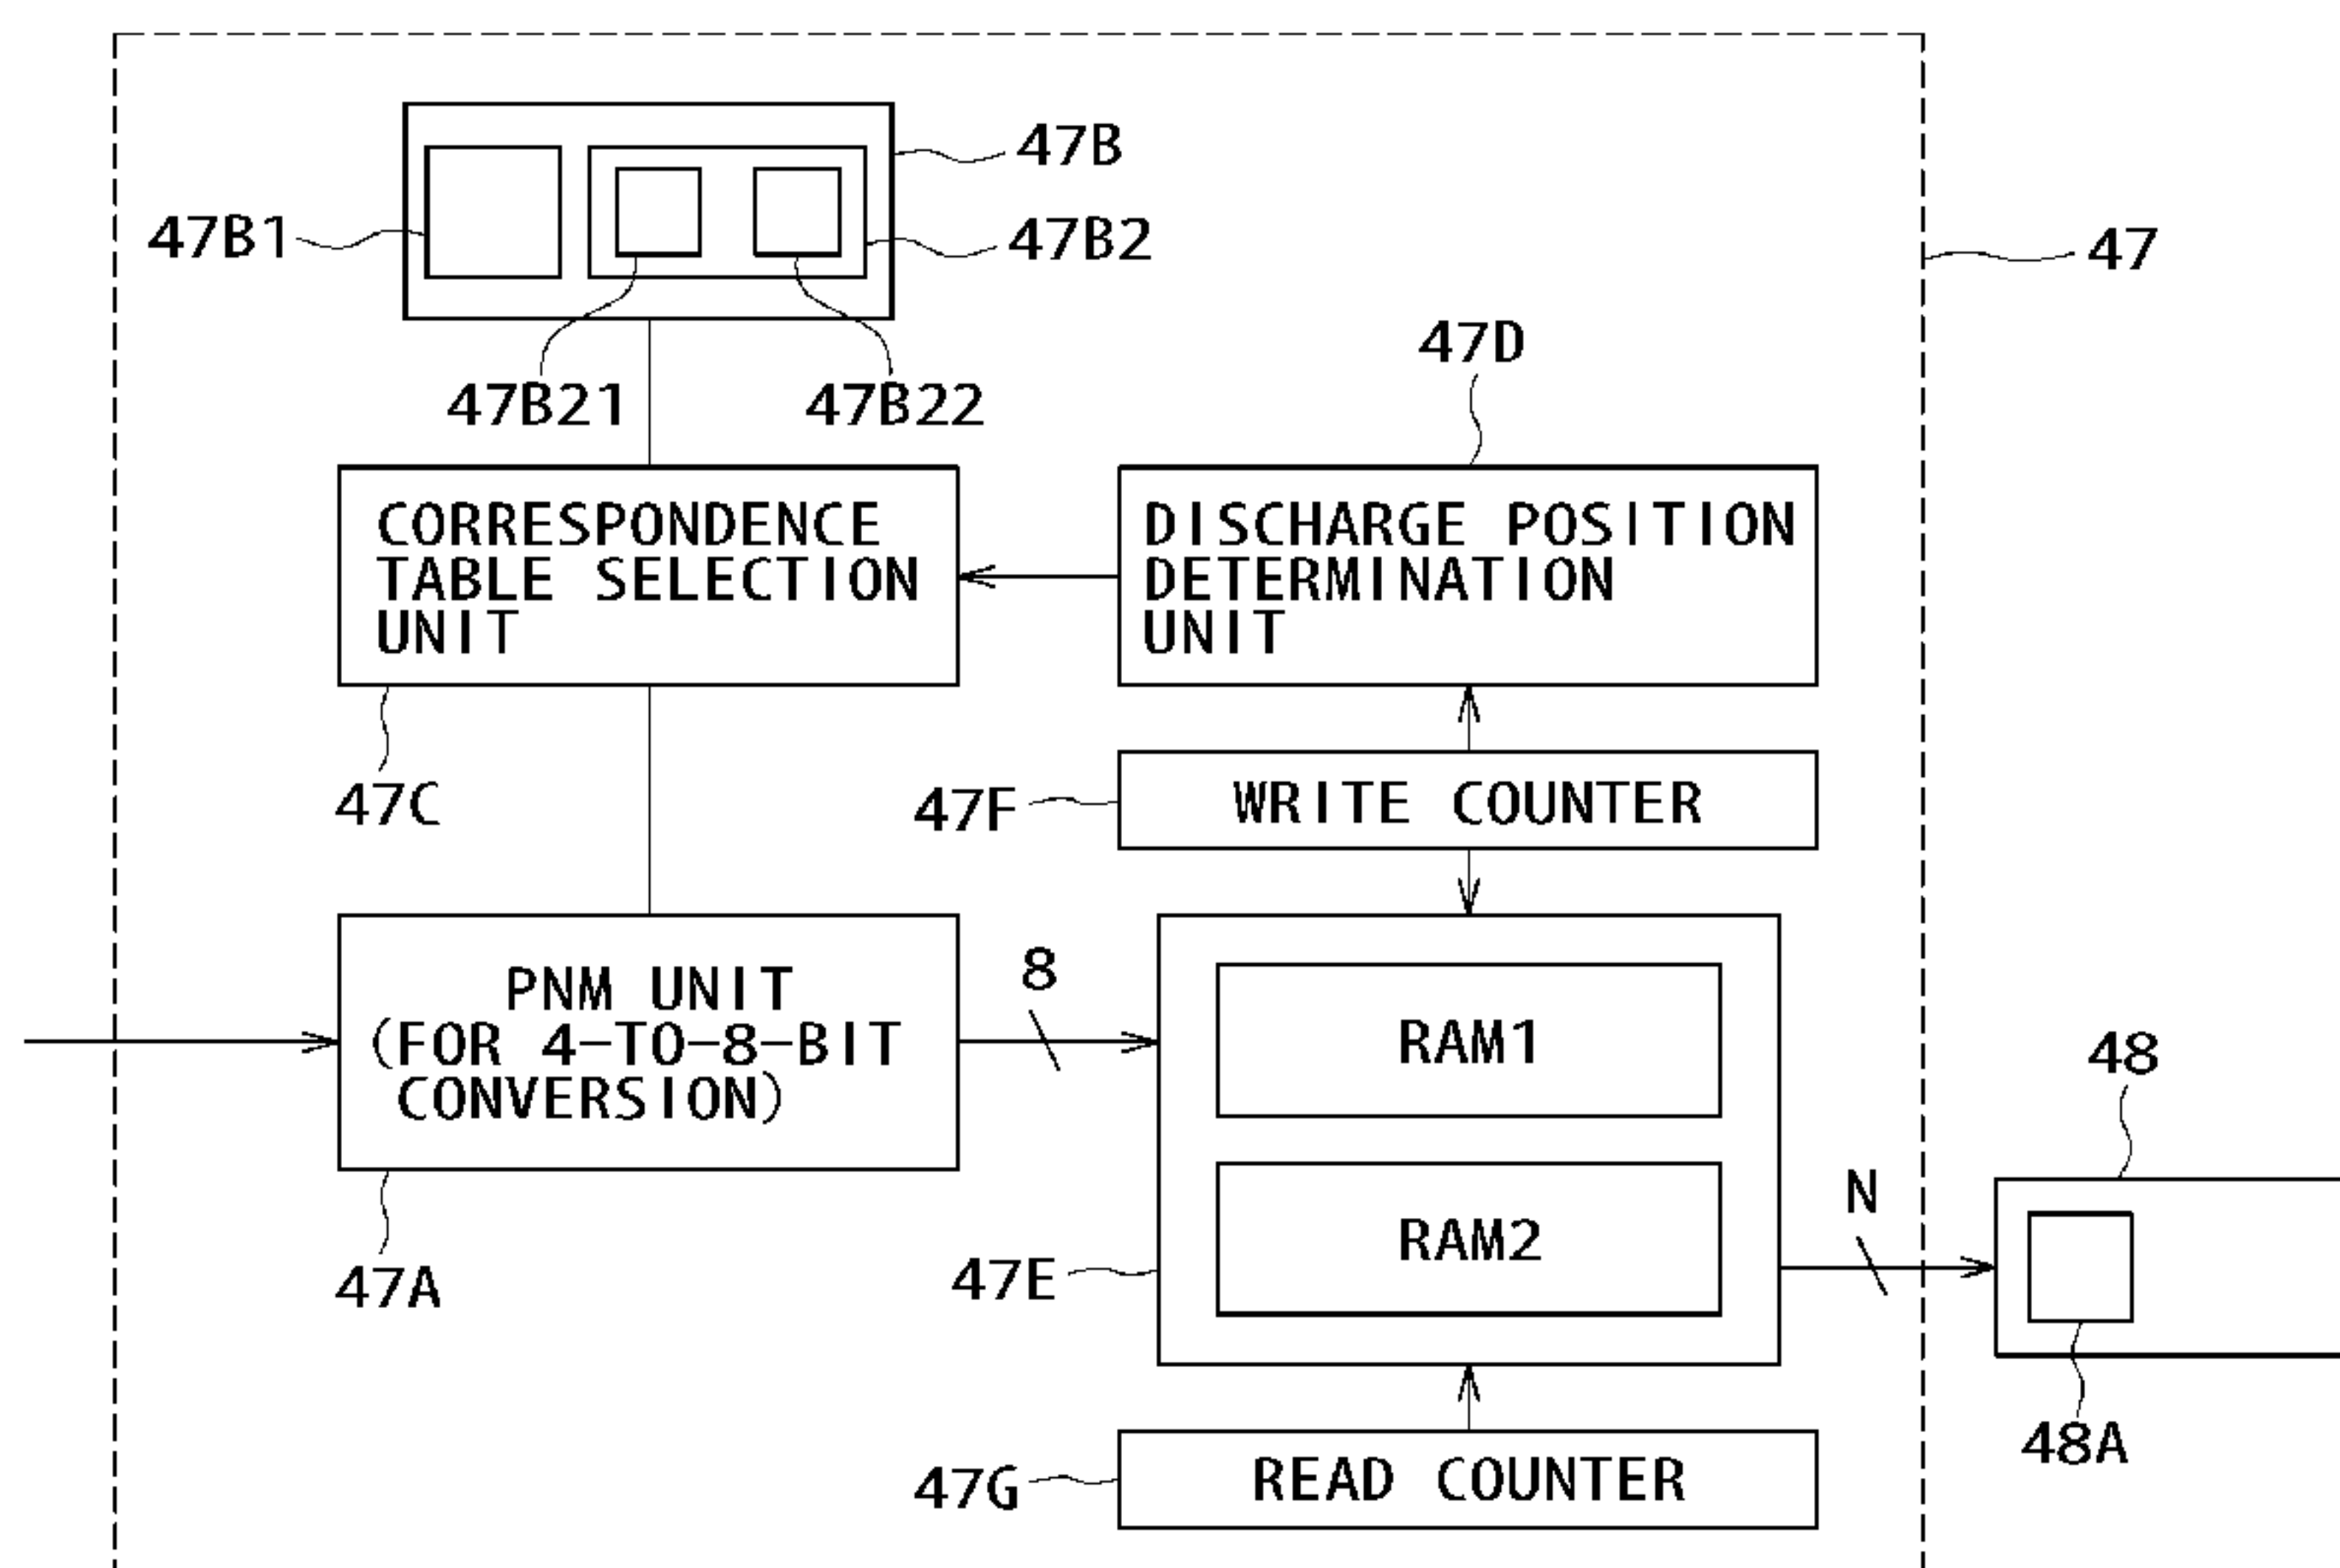 47B
47B1
47B2
47
47B21
47B22
47D
CORRESPONDENCE
TABLE SELECTION
UNIT
DISCHARGE POSITION
DETERMINATION
UNIT
47C
47F
WRITE COUNTER
PNM UNIT
(FOR 4-TO-8-BIT
CONVERSION)
8
RAM1
48
RAM2
N
47A
47E
48A
47G
READ COUNTER